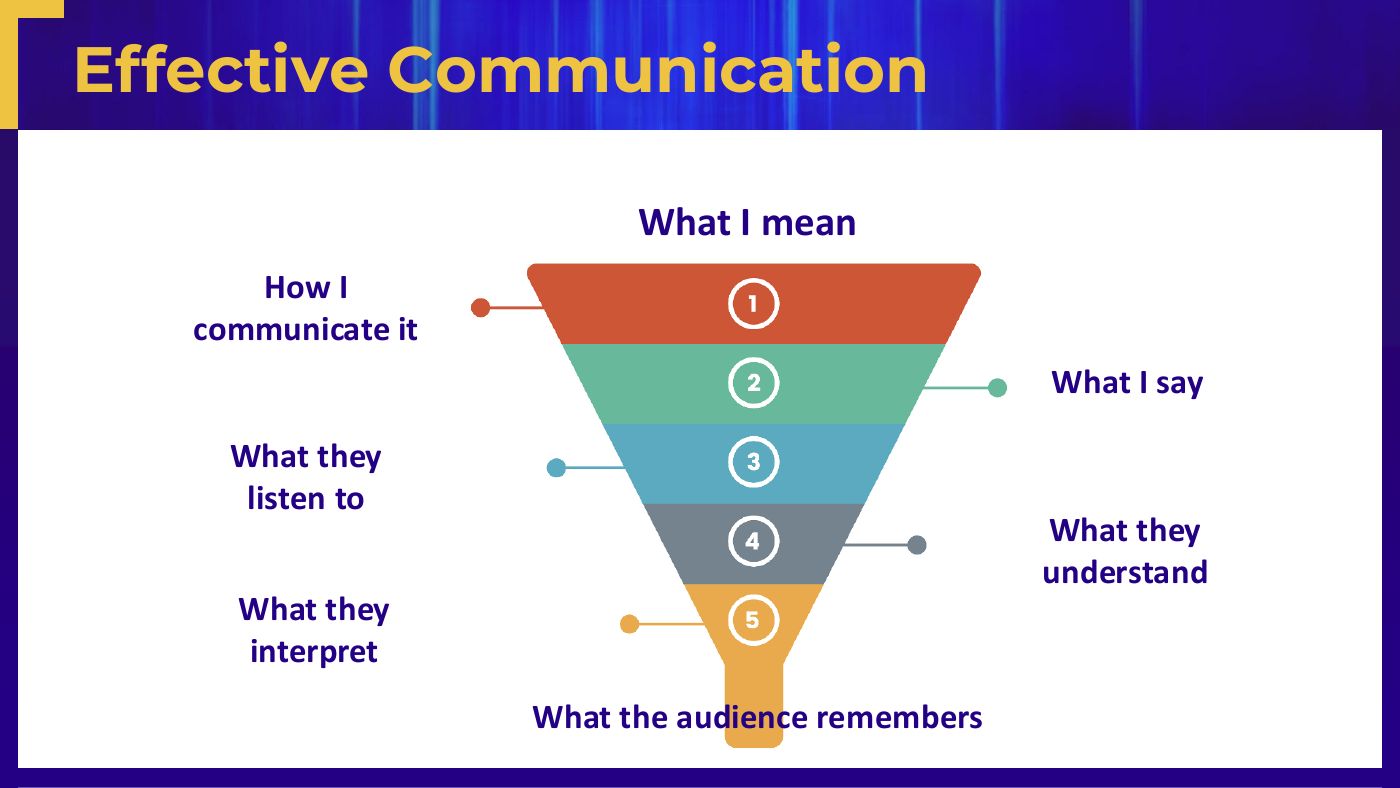 Effective Communication
What I mean
How I
communicate it
1
2
What I say
What they
listen to
3
4
What they
understand
What they
interpret
5
What the audience remembers